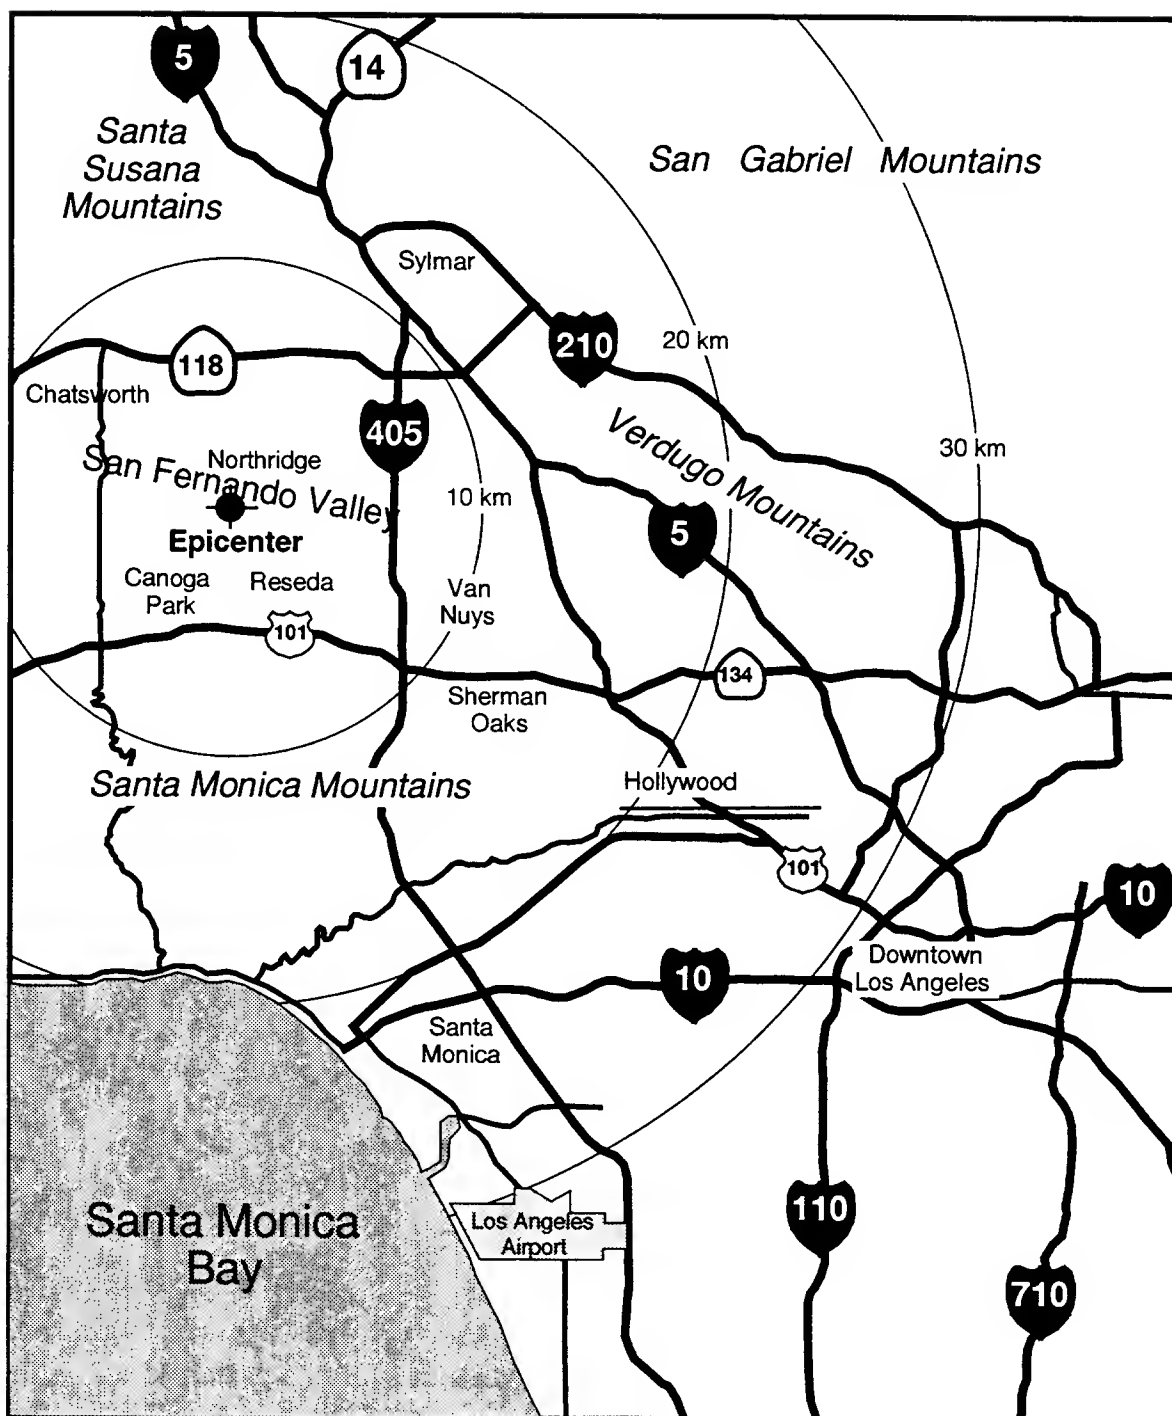 5
14
Santa
Susana
Mountains
San Gabriel Mountains
Sylmar
118
210
20 km
Chatsworth
405
Verdugo Mountains
30 km
San Fernando Valley
Northridge
10 km
5
Epicenter
Canoga
Park
Reseda
Van
Nuys
101
134
Sherman
Oaks
Santa Monica Mountains
Hollywood
101
10
Downtown
Los Angeles
10
Santa
Monica
Santa Monica
Bay
Los Angeles
Airport
110
710